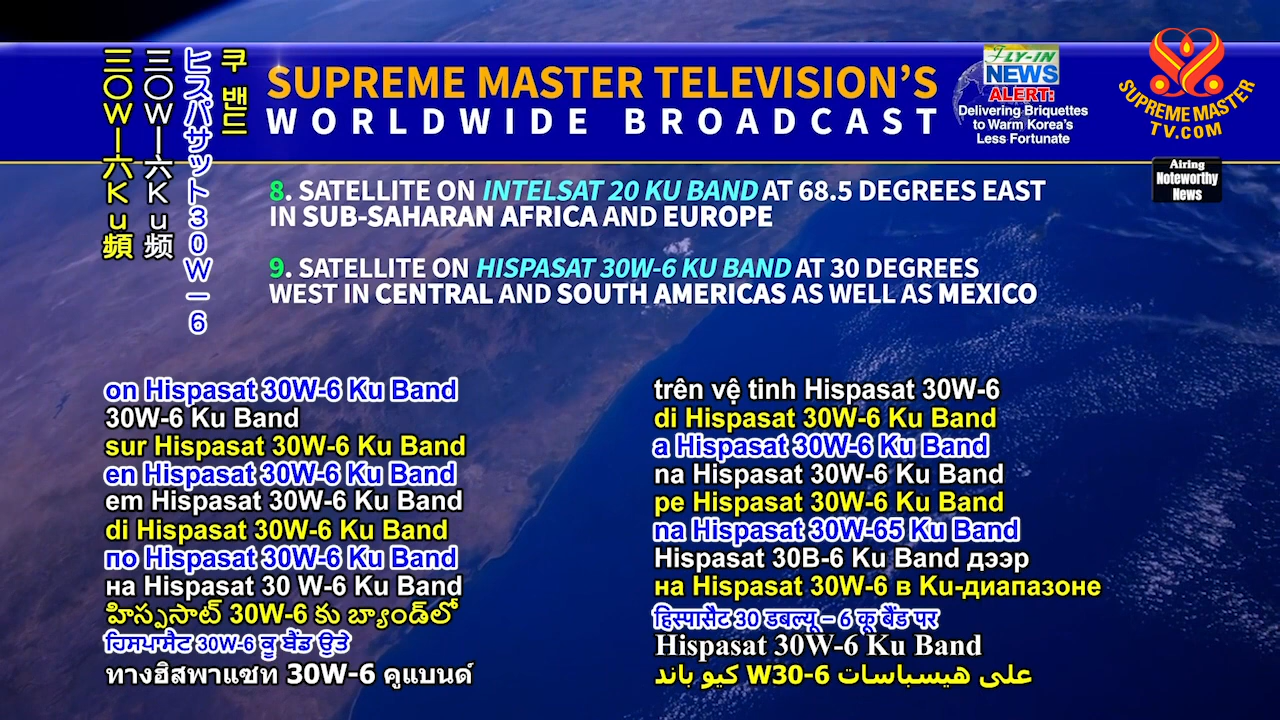 三〇W一六Ku頻
三〇W一六Ku频
ヒスパサット30W－6
쿠 밴드
SUPREME MASTER TELEVISION'S
WORLDWIDE BROADCAST
FLY-IN
NEWS
ALERT:
Delivering Briquettes
to Warm Korea's
Less Fortunate
SUPREME MASTER
TV.COM
Airing
Noteworthy
News
8. SATELLITE ON INTELSAT 20 KU BAND AT 68.5 DEGREES EAST
IN SUB-SAHARAN AFRICA AND EUROPE
9. SATELLITE ON HISPASAT 30W-6 KU BAND AT 30 DEGREES
WEST IN CENTRAL AND SOUTH AMERICAS AS WELL AS MEXICO
on Hispasat 30W-6 Ku Band
30W-6 Ku Band
sur Hispasat 30W-6 Ku Band
en Hispasat 30W-6 Ku Band
em Hispasat 30W-6 Ku Band
di Hispasat 30W-6 Ku Band
по Hispasat 30W-6 Ku Band
на Hispasat 30 W-6 Ku Band
హిస్పసాట్ 30W-6 కు బ్యాండ్‌లో
ਹਿਸਪਾਸੈਟ 30W-6 ਕੂ ਬੈਂਡ ਉਤੇ
ทางฮิสพาแซท 30W-6 คูแบนด์
trên vệ tinh Hispasat 30W-6
di Hispasat 30W-6 Ku Band
a Hispasat 30W-6 Ku Band
na Hispasat 30W-6 Ku Band
pe Hispasat 30W-6 Ku Band
na Hispasat 30W-65 Ku Band
Hispasat 30В-6 Ku Band дээр
на Hispasat 30W-6 в Ku-диапазоне
हिस्पासैट 30 डबल्यू – 6 कू बैंड पर
Hispasat 30W-6 Ku Band
على هيسباسات W30-6 كيو باند